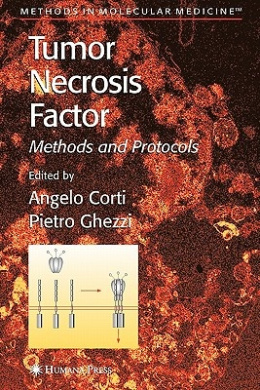 METHODS IN MOLECULAR MEDICINE™
Tumor
Necrosis
Factor
Methods and Protocols
Edited by
Angelo Corti
Pietro Ghezzi
HUMANA PRESS